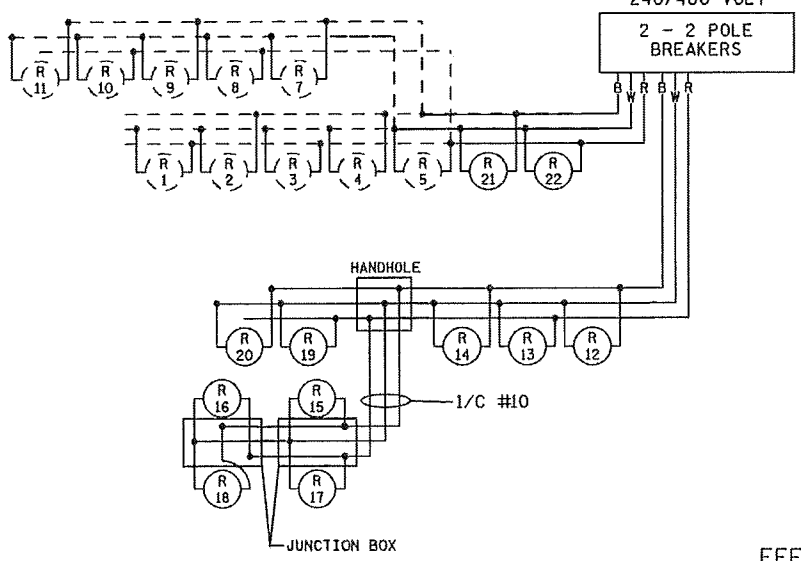 240/480 VOLT
2 - 2 POLE
BREAKERS
B W R B W R
R 11
R 10
R 9
R 8
R 7
R 1
R 2
R 3
R 4
R 5
R 21
R 22
HANDHOLE
R 20
R 19
R 14
R 13
R 12
R 16
R 15
1/C #10
R 18
R 17
JUNCTION BOX